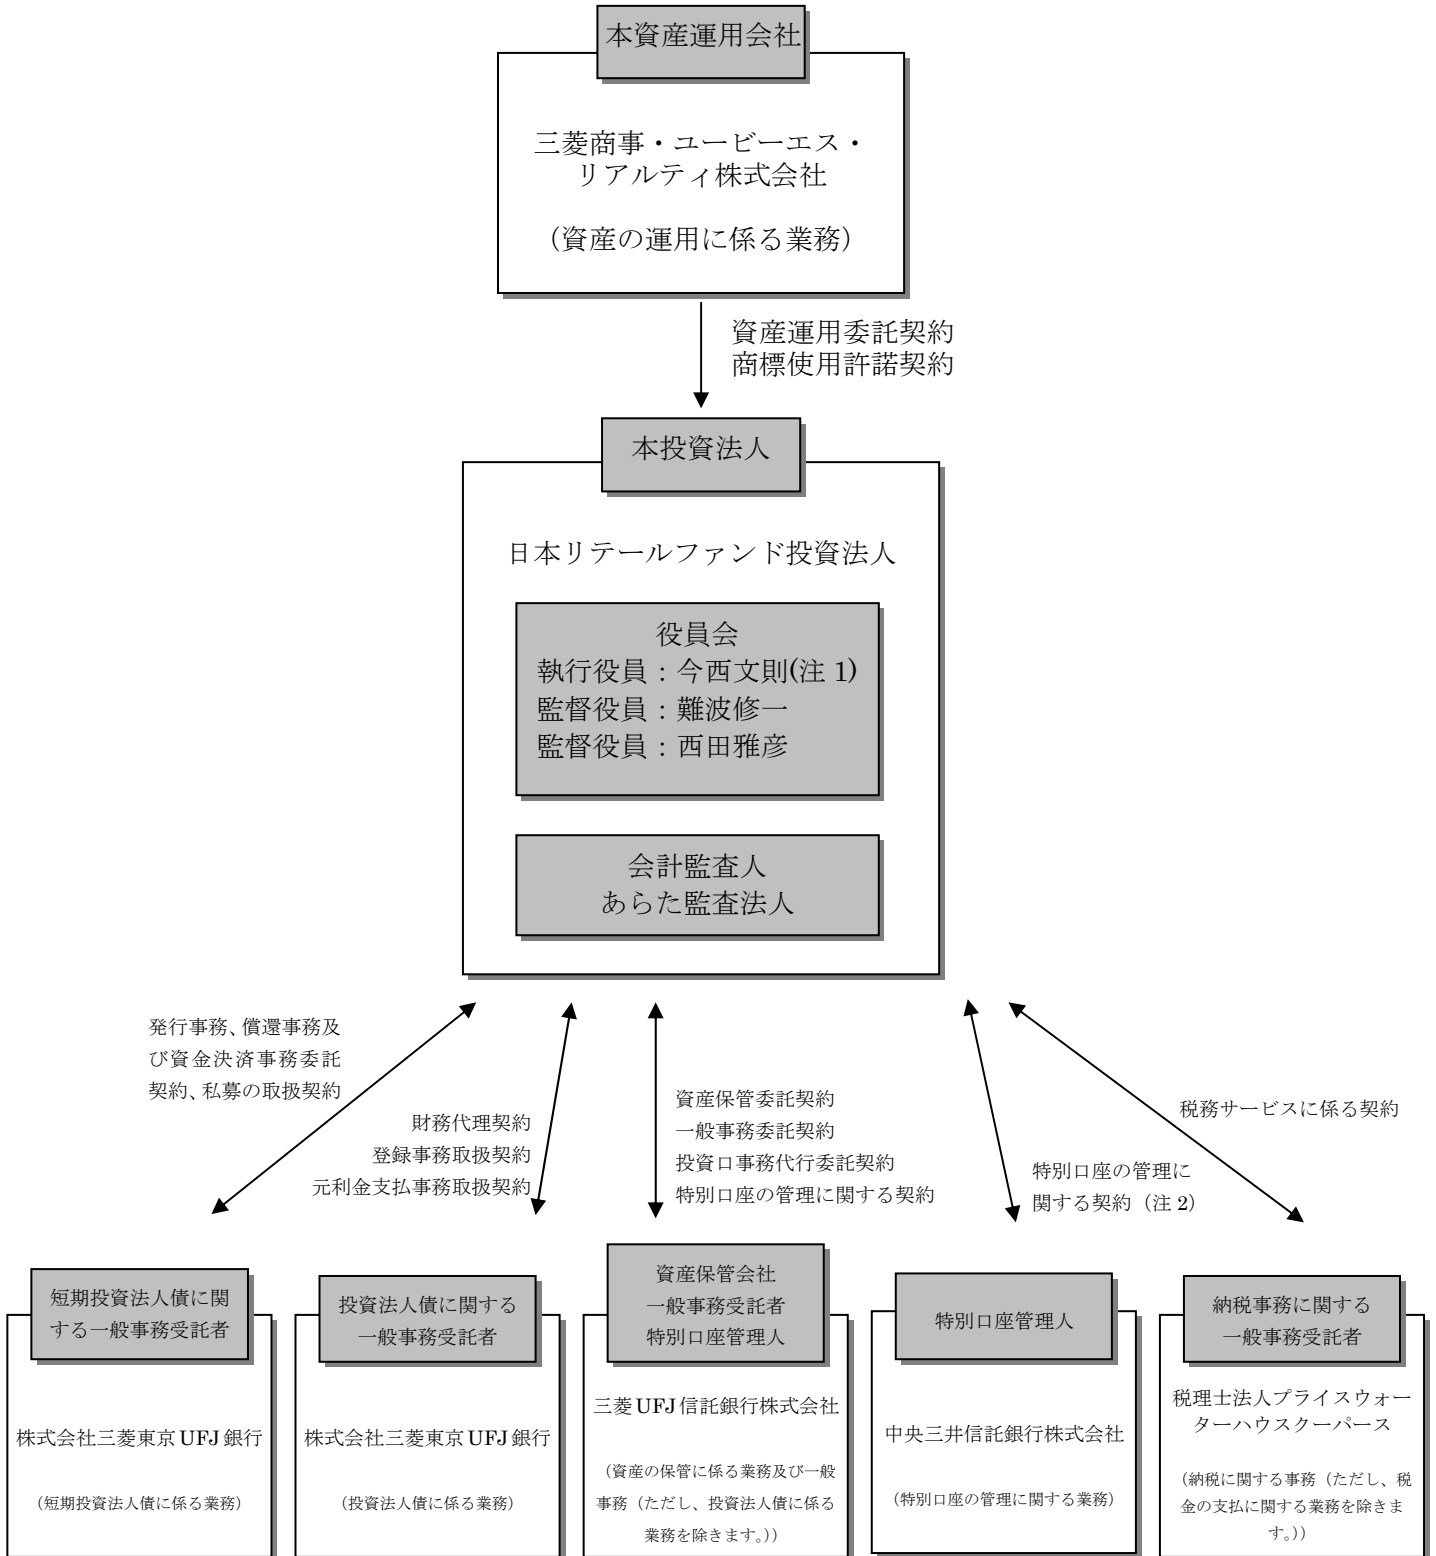 本資産運用会社
三菱商事・ユービーエス・
リアルティ株式会社
（資産の運用に係る業務）
資産運用委託契約
商標使用許諾契約
本投資法人
日本リテールファンド投資法人
役員会
執行役員：今西文則(注 1)
監督役員：難波修一
監督役員：西田雅彦
会計監査人
あらた監査法人
発行事務、償還事務及
び資金決済事務委託
契約、私募の取扱契約
財務代理契約
登録事務取扱契約
元利金支払事務取扱契約
資産保管委託契約
一般事務委託契約
投資口事務代行委託契約
特別口座の管理に関する契約
特別口座の管理に
関する契約（注 2）
税務サービスに係る契約
短期投資法人債に関
する一般事務受託者
株式会社三菱東京 UFJ 銀行
（短期投資法人債に係る業務）
投資法人債に関する
一般事務受託者
株式会社三菱東京 UFJ 銀行
（投資法人債に係る業務）
資産保管会社
一般事務受託者
特別口座管理人
三菱 UFJ 信託銀行株式会社
（資産の保管に係る業務及び一般
事務（ただし、投資法人債に係る
業務を除きます。））
特別口座管理人
中央三井信託銀行株式会社
（特別口座の管理に関する業務）
納税事務に関する
一般事務受託者
税理士法人プライスウォー
ターハウスクーパース
（納税に関する事務（ただし、税
金の支払に関する業務を除きま
す。））